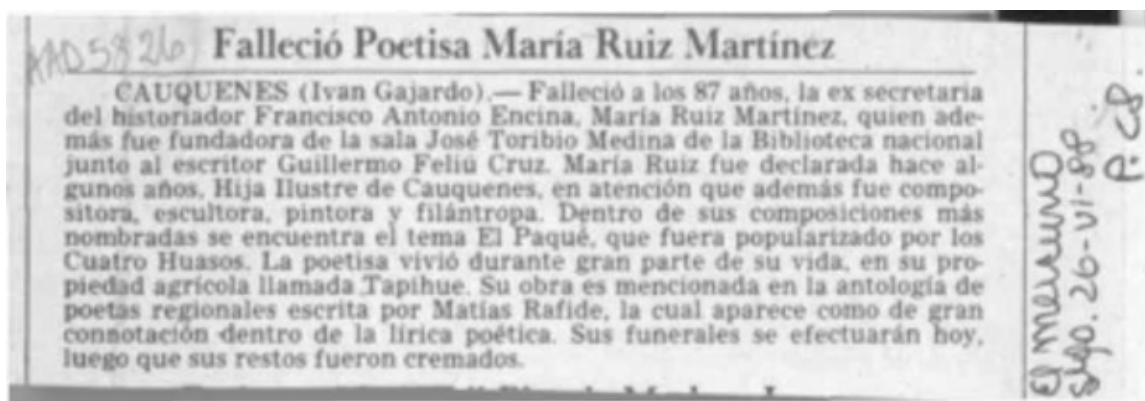 AAD5826
Falleció Poetisa María Ruiz Martínez
CAUQUENES (Ivan Gajardo).— Falleció a los 87 años, la ex secretaria
del historiador Francisco Antonio Encina, María Ruiz Martínez, quien ade-
más fue fundadora de la sala José Toribio Medina de la Biblioteca nacional
junto al escritor Guillermo Feliú Cruz. María Ruiz fue declarada hace al-
gunos años, Hija Ilustre de Cauquenes, en atención que además fue compo-
sitora, escultora, pintora y filántropa. Dentro de sus composiciones más
nombradas se encuentra el tema El Paqué, que fuera popularizado por los
Cuatro Huasos. La poetisa vivió durante gran parte de su vida, en su pro-
piedad agrícola llamada Tapihue. Su obra es mencionada en la antología de
poetas regionales escrita por Matías Rafide, la cual aparece como de gran
connotación dentro de la lírica poética. Sus funerales se efectuarán hoy,
luego que sus restos fueron cremados.
El Mercurio
Stgo. 26-VI-88
P. C8.